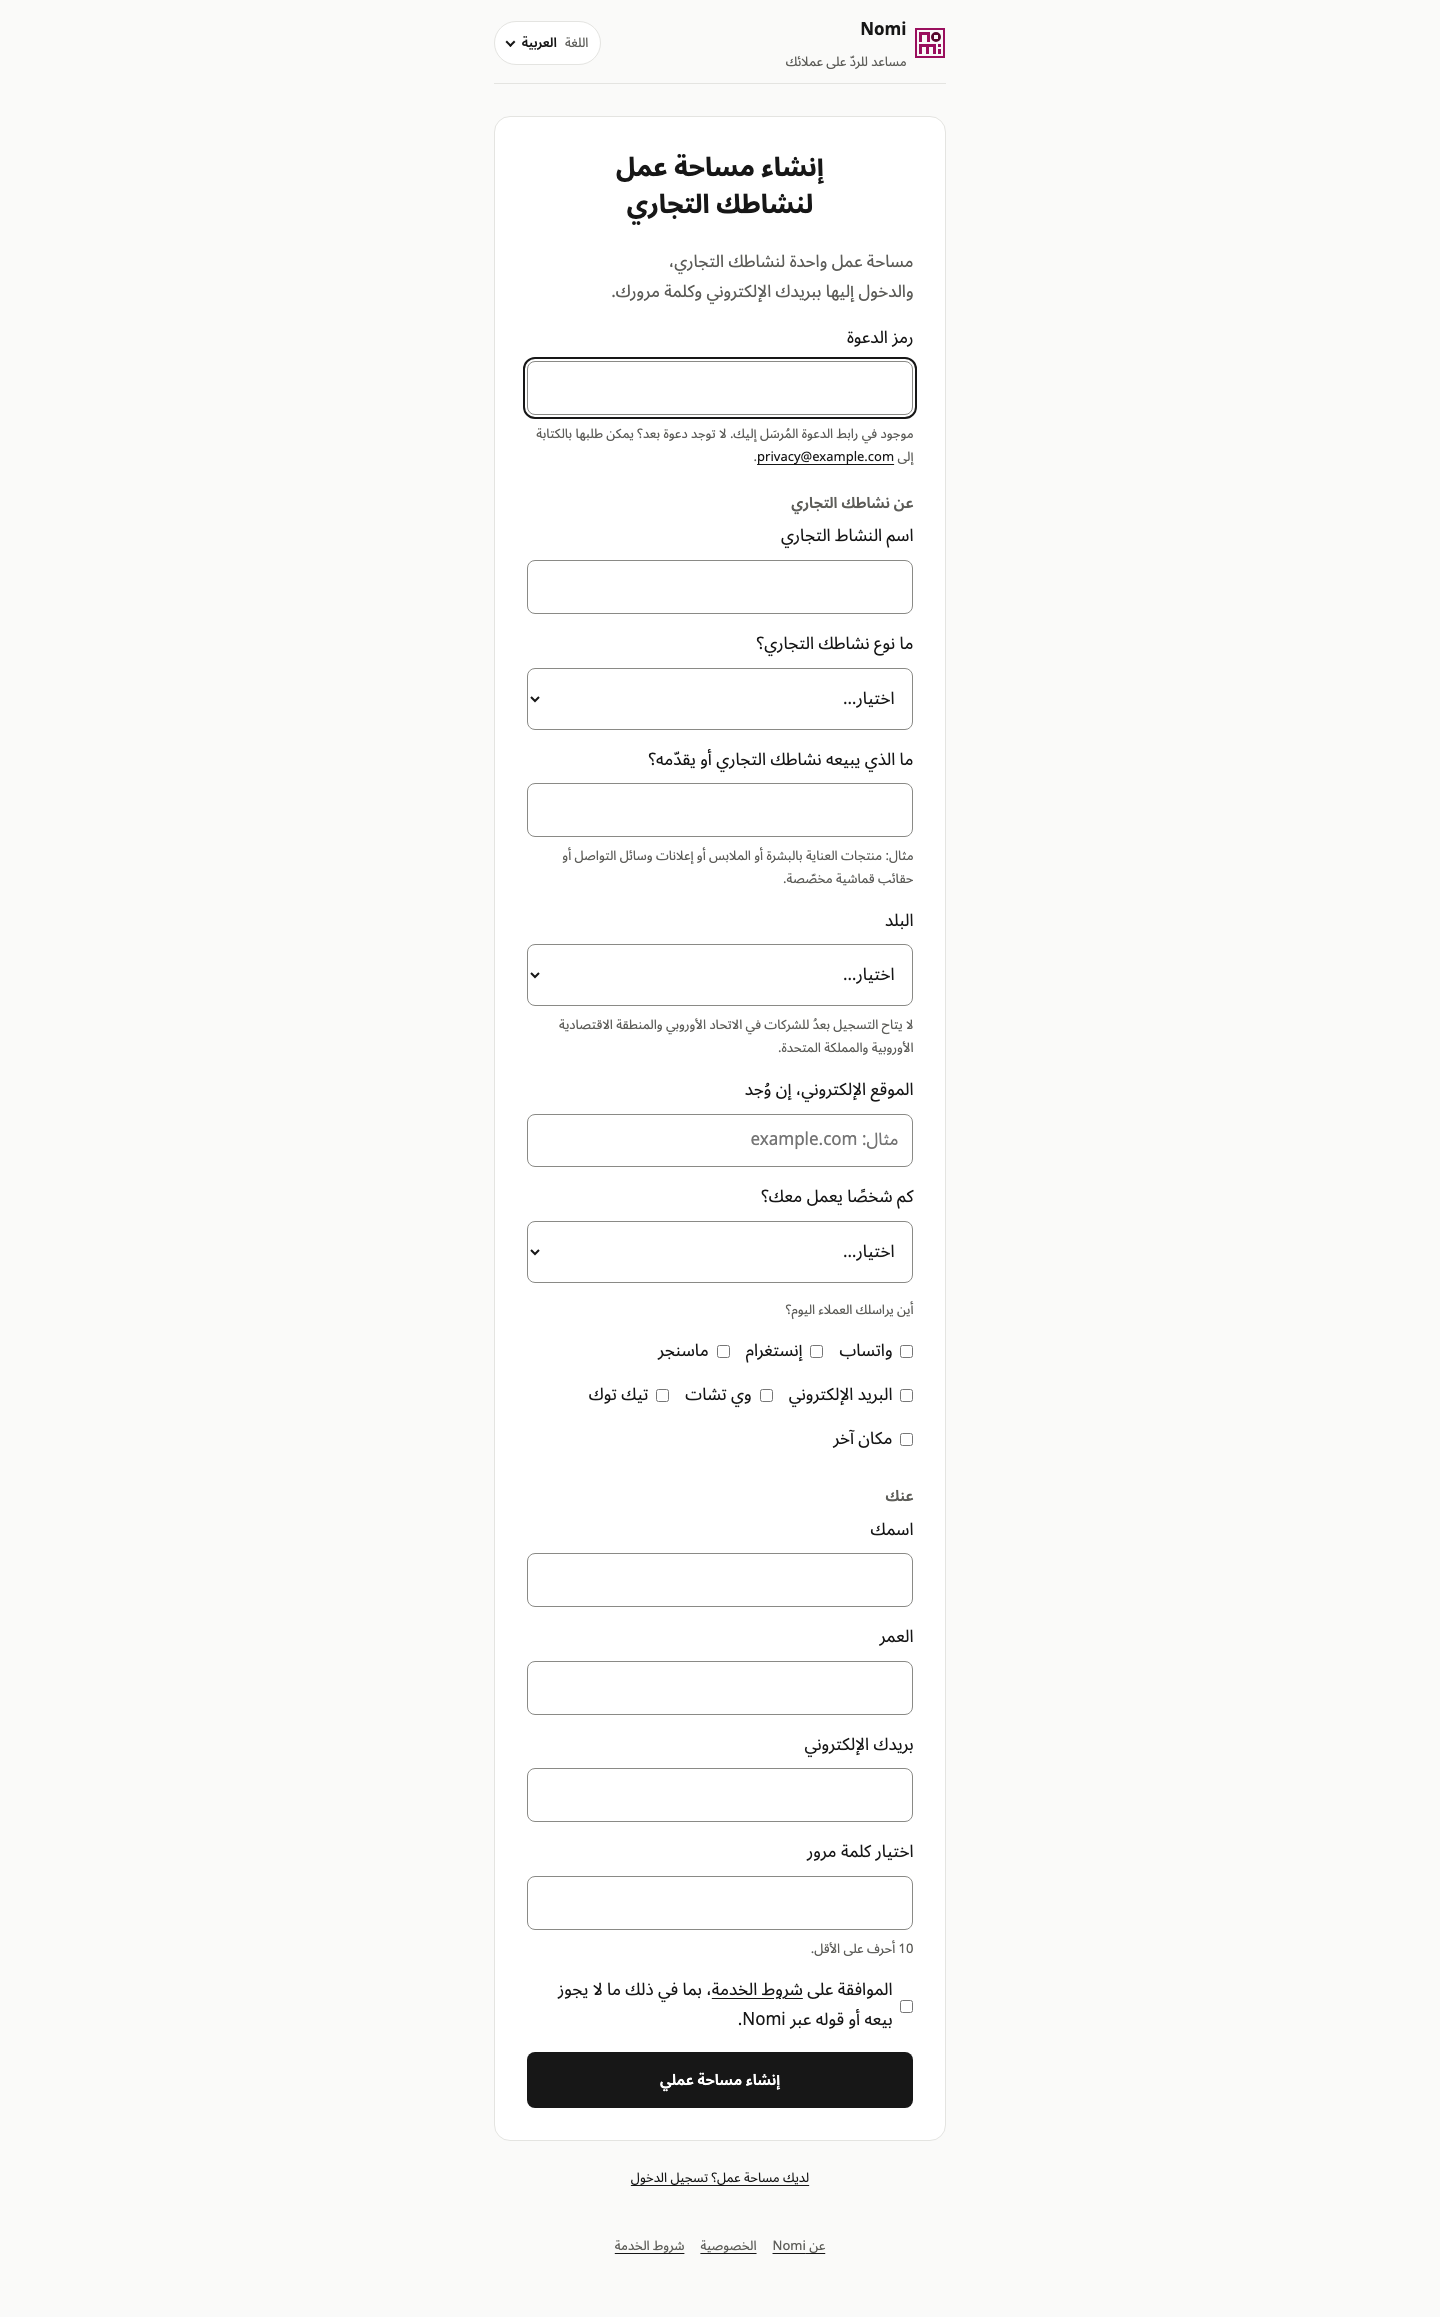 Nomi
مساعد للردّ على عملائك
اللغة العربية
إنشاء مساحة عمل
لنشاطك التجاري
مساحة عمل واحدة لنشاطك التجاري،
والدخول إليها ببريدك الإلكتروني وكلمة مرورك.
رمز الدعوة
موجود في رابط الدعوة المُرسَل إليك. لا توجد دعوة بعد؟ يمكن طلبها بالكتابة
إلى privacy@example.com.
عن نشاطك التجاري
اسم النشاط التجاري
ما نوع نشاطك التجاري؟
اختيار...
ما الذي يبيعه نشاطك التجاري أو يقدّمه؟
مثال: منتجات العناية بالبشرة أو الملابس أو إعلانات وسائل التواصل أو
حقائب قماشية مخصّصة.
البلد
اختيار...
لا يتاح التسجيل بعدُ للشركات في الاتحاد الأوروبي والمنطقة الاقتصادية
الأوروبية والمملكة المتحدة.
الموقع الإلكتروني، إن وُجد
مثال: example.com
كم شخصًا يعمل معك؟
اختيار...
أين يراسلك العملاء اليوم؟
واتساب إنستغرام ماسنجر
البريد الإلكتروني وي تشات تيك توك
مكان آخر
عنك
اسمك
العمر
بريدك الإلكتروني
اختيار كلمة مرور
10 أحرف على الأقل.
الموافقة على شروط الخدمة، بما في ذلك ما لا يجوز
بيعه أو قوله عبر Nomi.
إنشاء مساحة عملي
لديك مساحة عمل؟ تسجيل الدخول
عن Nomi الخصوصية شروط الخدمة